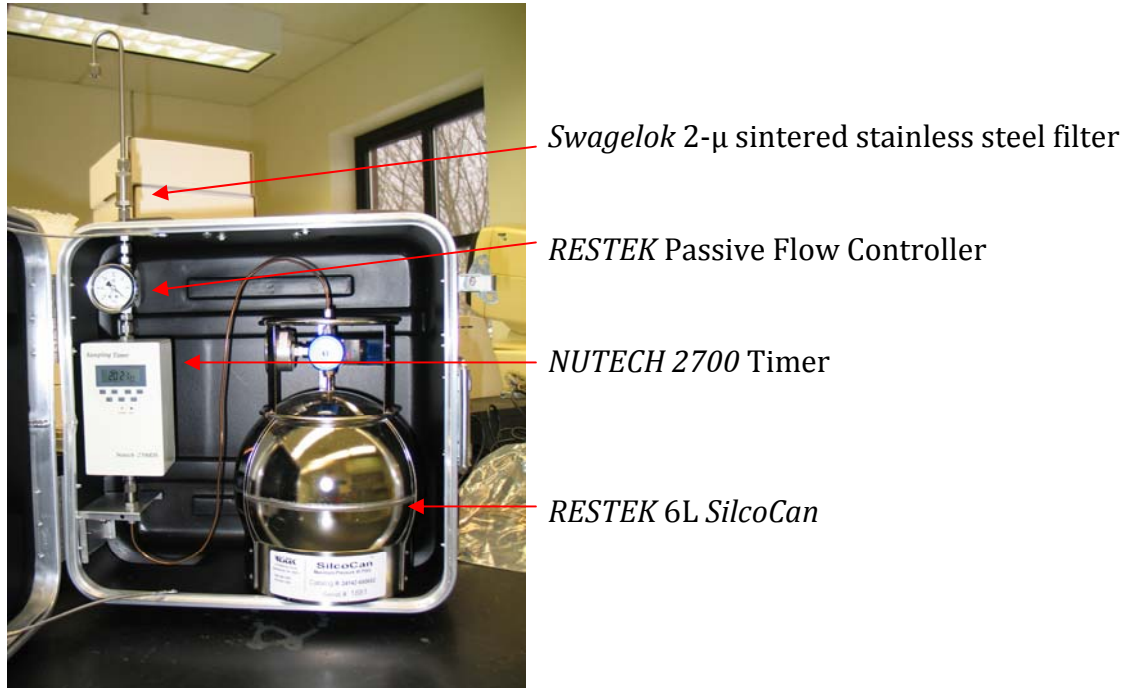 Swagelok 2-µ sintered stainless steel filter
RESTEK Passive Flow Controller
NUTECH 2700 Timer
RESTEK 6L SilcoCan
Sampling Timer
Nutech
SilcoCan